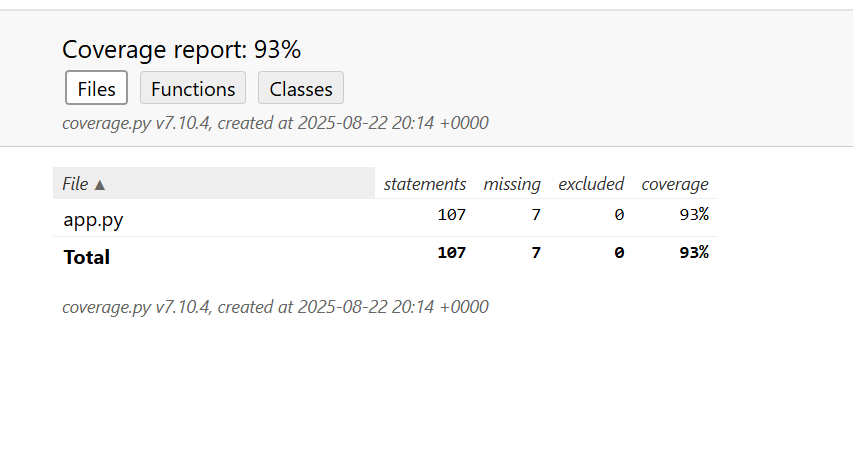 Coverage report: 93%
Files Functions Classes
coverage.py v7.10.4, created at 2025-08-22 20:14 +0000
File ▲ statements missing excluded coverage
app.py 107 7 0 93%
Total 107 7 0 93%
coverage.py v7.10.4, created at 2025-08-22 20:14 +0000